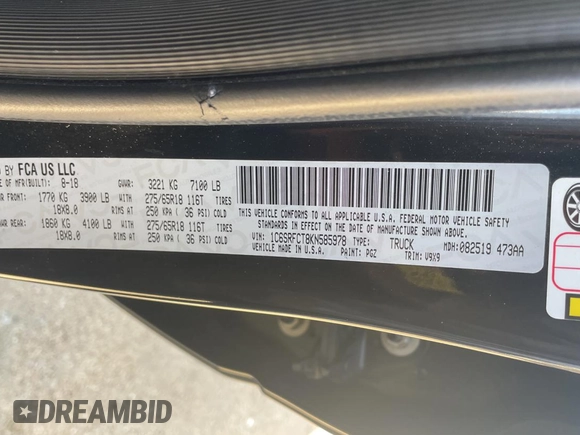 D BY FCA US LLC
E OF MFR(BUILT): 8-18 GVWR: 3221 KG 7100 LB
R FRONT: 1770 KG 3900 LB 275/65R18 116T TIRES
18X8.0 RIMS AT 250 KPA ( 36 PSI) COLD
WR REAR: 1860 KG 4100 LB 275/65R18 116T TIRES
18X8.0 RIMS AT 250 KPA ( 36 PSI) COLD
THIS VEHICLE CONFORMS TO ALL APPLICABLE U.S.A. FEDERAL MOTOR VEHICLE SAFETY
STANDARDS IN EFFECT ON THE DATE OF MANUFACTURE SHOWN ABOVE.
VIN: 1C6SRFCT8KN585978 TYPE: TRUCK MDH: 082519 473AA
VEHICLE MADE IN U.S.A. PAINT: PGZ TRIM: V9X9
DREAMBID